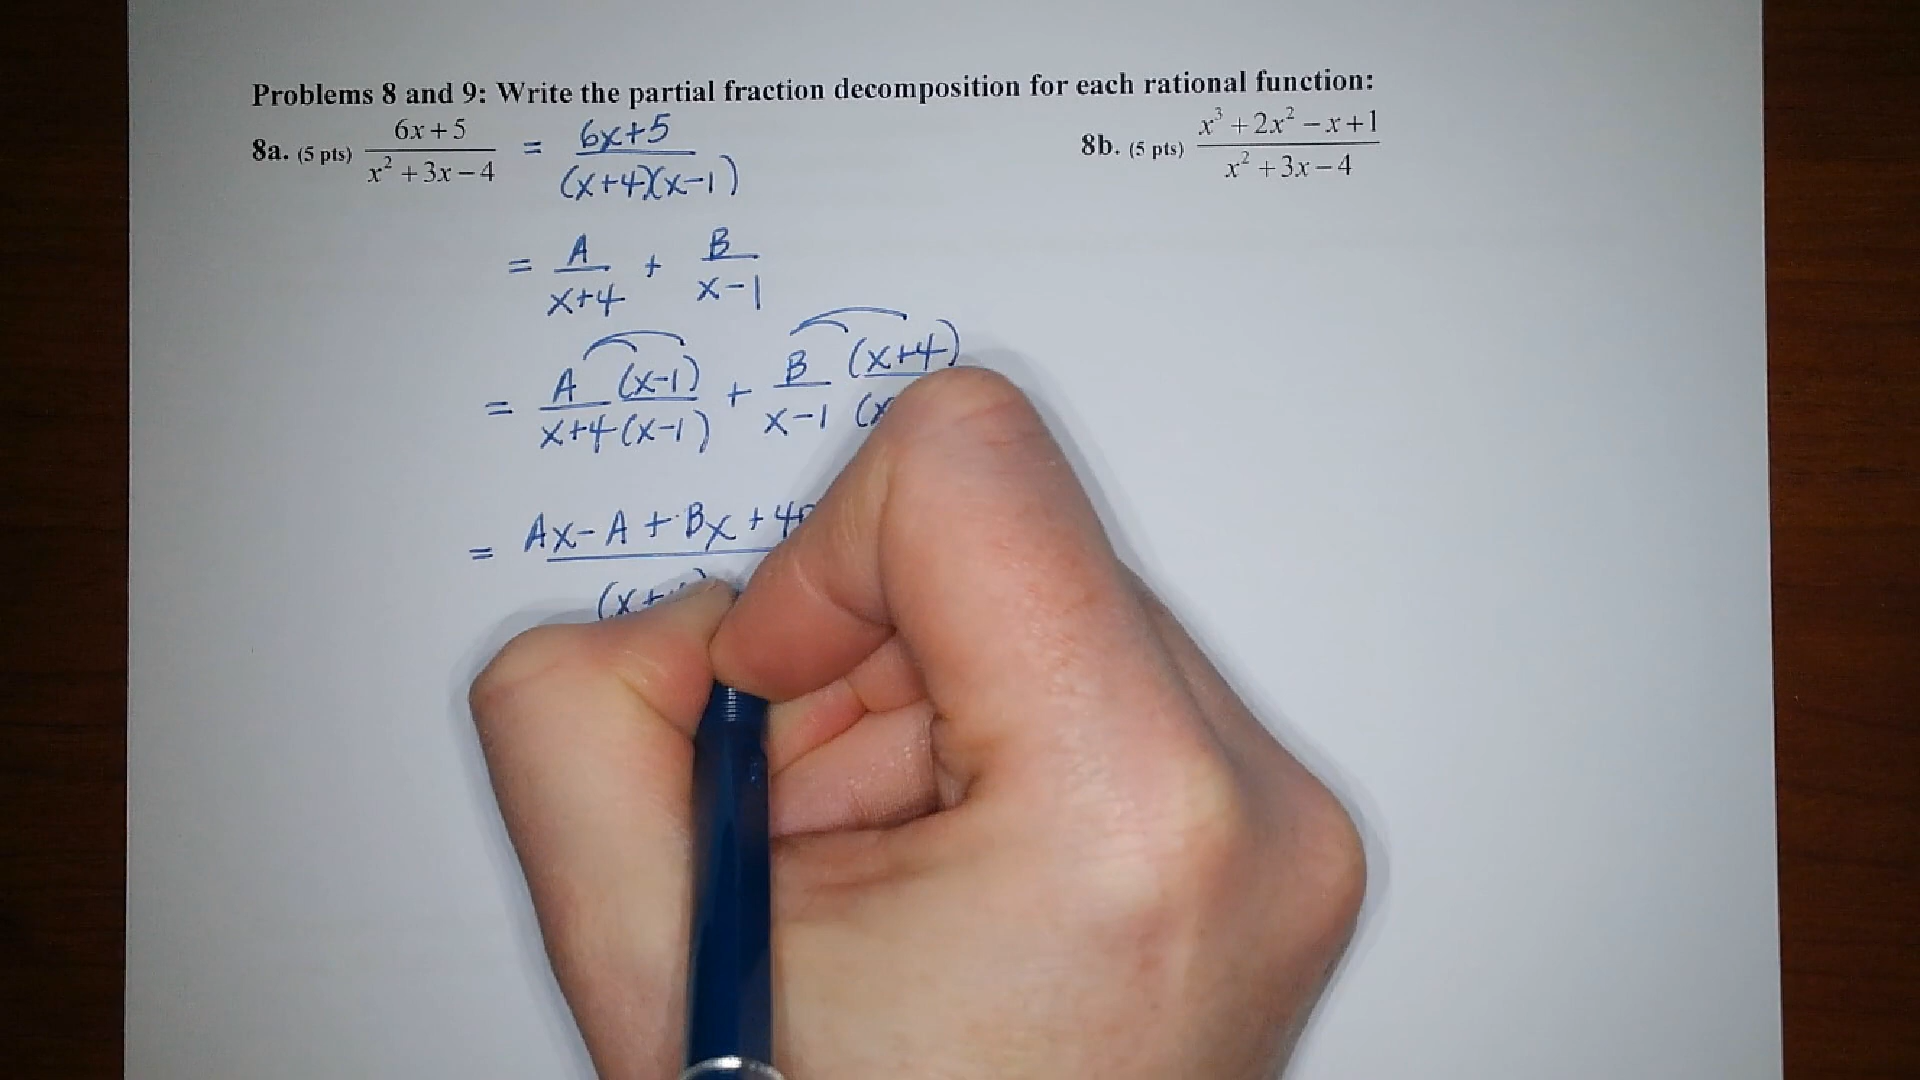 Problems 8 and 9: Write the partial fraction decomposition for each rational function:
8a. (5 pts) (6x+5)/(x²+3x−4) = (6x+5)/((x+4)(x−1))
8b. (5 pts) (x³+2x²−x+1)/(x²+3x−4)
= A/(x+4) + B/(x−1)
= A(x−1)/(x+4(x−1)) + B(x+4)/(x−1(x
= Ax−A+Bx+4
(x+